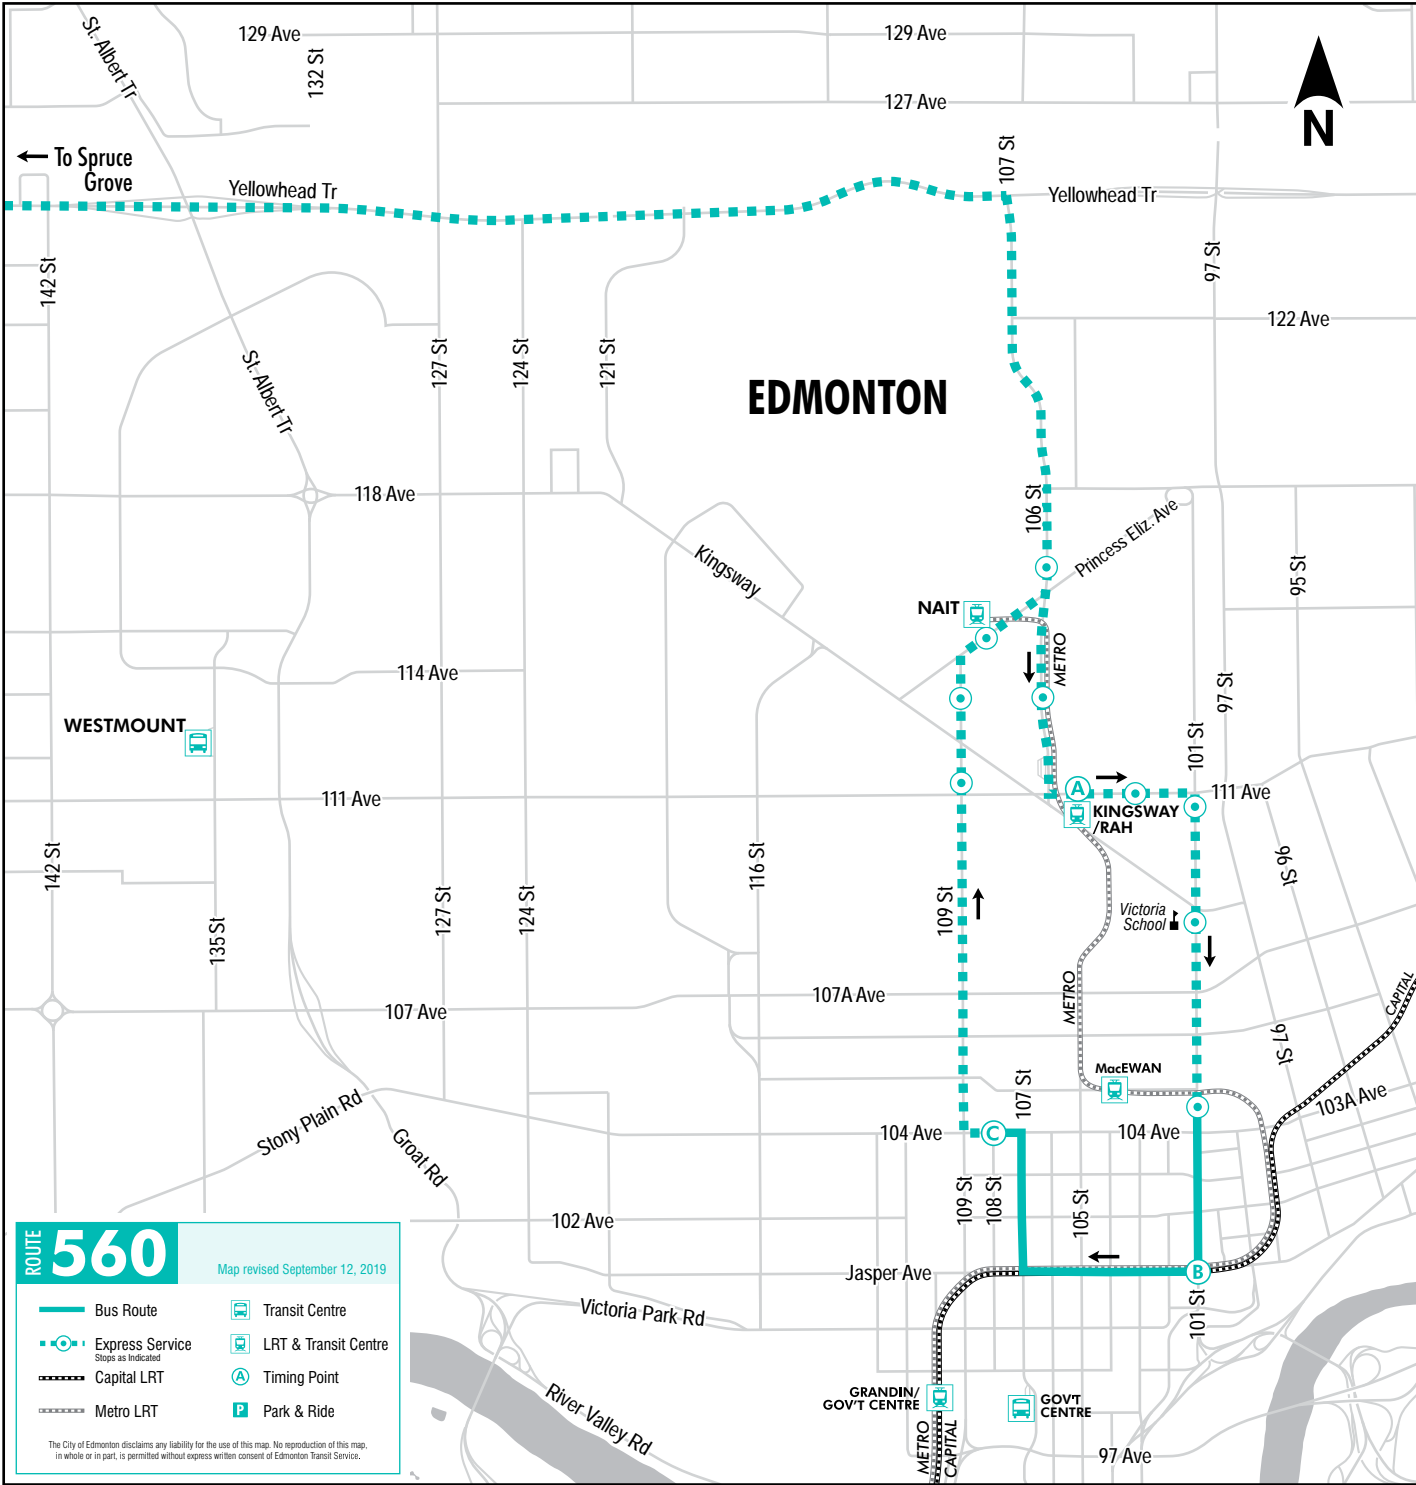 129 Ave
129 Ave
St. Albert Tr
132 St
127 Ave
N
To Spruce
Grove
107 St
Yellowhead Tr
Yellowhead Tr
142 St
97 St
122 Ave
127 St
124 St
121 St
St. Albert Tr
EDMONTON
118 Ave
106 St
Princess Eliz. Ave
Kingsway
95 St
NAIT
METRO
114 Ave
97 St
WESTMOUNT
101 St
111 Ave
A
111 Ave
KINGSWAY
/RAH
142 St
116 St
96 St
127 St
124 St
109 St
Victoria
School
135 St
107A Ave
METRO
CAPITAL
107 Ave
97 St
MacEWAN
107 St
Stony Plain Rd
103A Ave
Groat Rd
104 Ave
C
104 Ave
109 St
108 St
105 St
102 Ave
Jasper Ave
B
101 St
Victoria Park Rd
GRANDIN/
GOV'T CENTRE
GOV'T
CENTRE
River Valley Rd
METRO
CAPITAL
97 Ave
ROUTE
560
Map revised September 12, 2019
Bus Route
Transit Centre
Express Service
Stops as Indicated
LRT & Transit Centre
Capital LRT
A
Timing Point
Metro LRT
P
Park & Ride
The City of Edmonton disclaims any liability for the use of this map. No reproduction of this map,
in whole or in part, is permitted without express written consent of Edmonton Transit Service.